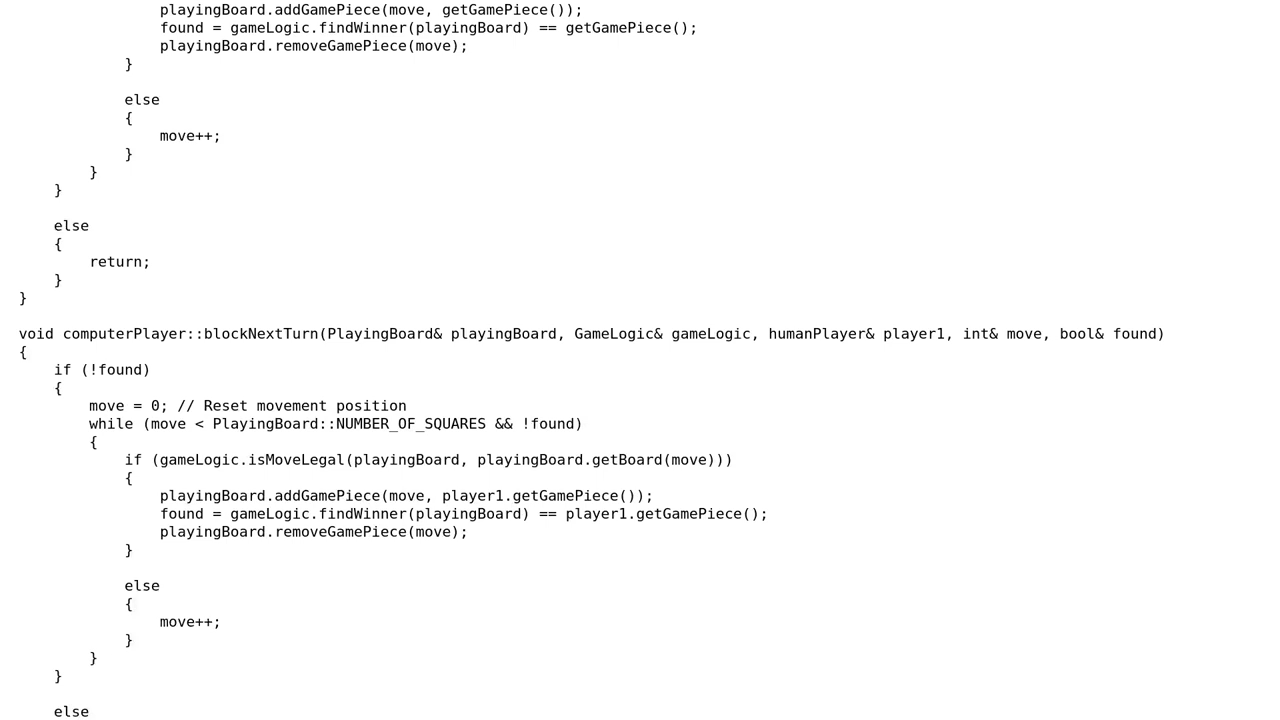 playingBoard.addGamePiece(move, getGamePiece());
                found = gameLogic.findWinner(playingBoard) == getGamePiece();
                playingBoard.removeGamePiece(move);
            }

            else
            {
                move++;
            }
        }
    }

    else
    {
        return;
    }
}

void computerPlayer::blockNextTurn(PlayingBoard& playingBoard, GameLogic& gameLogic, humanPlayer& player1, int& move, bool& found)
{
    if (!found)
    {
        move = 0; // Reset movement position
        while (move < PlayingBoard::NUMBER_OF_SQUARES && !found)
        {
            if (gameLogic.isMoveLegal(playingBoard, playingBoard.getBoard(move)))
            {
                playingBoard.addGamePiece(move, player1.getGamePiece());
                found = gameLogic.findWinner(playingBoard) == player1.getGamePiece();
                playingBoard.removeGamePiece(move);
            }

            else
            {
                move++;
            }
        }
    }

    else